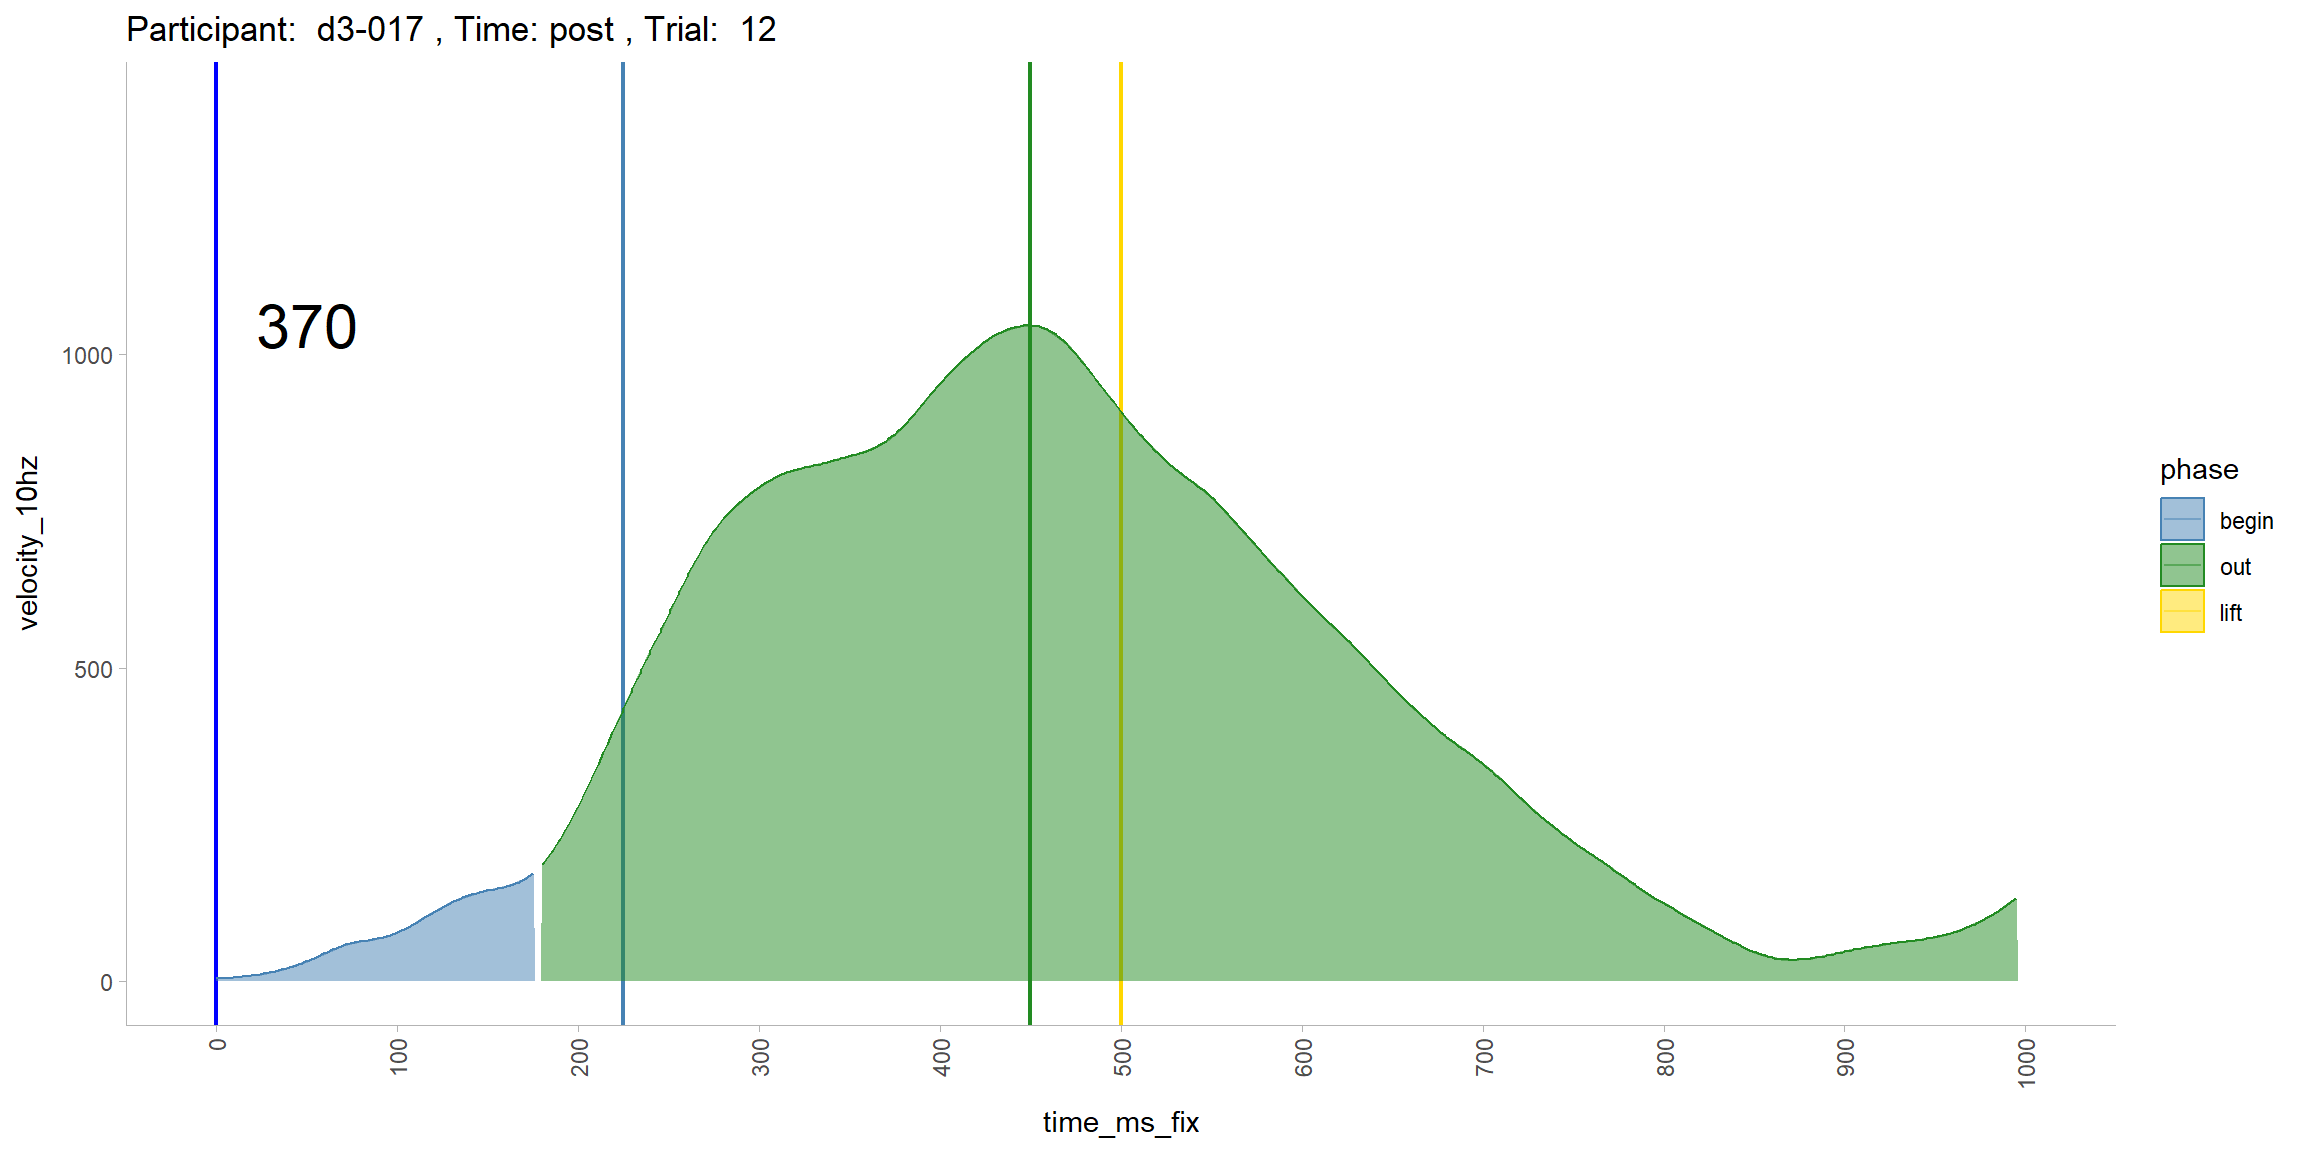 Participant:  d3-017 , Time: post , Trial:  12
370
velocity_10hz
1000
500
0
0
100
200
300
400
500
600
700
800
900
1000
time_ms_fix
phase
begin
out
lift